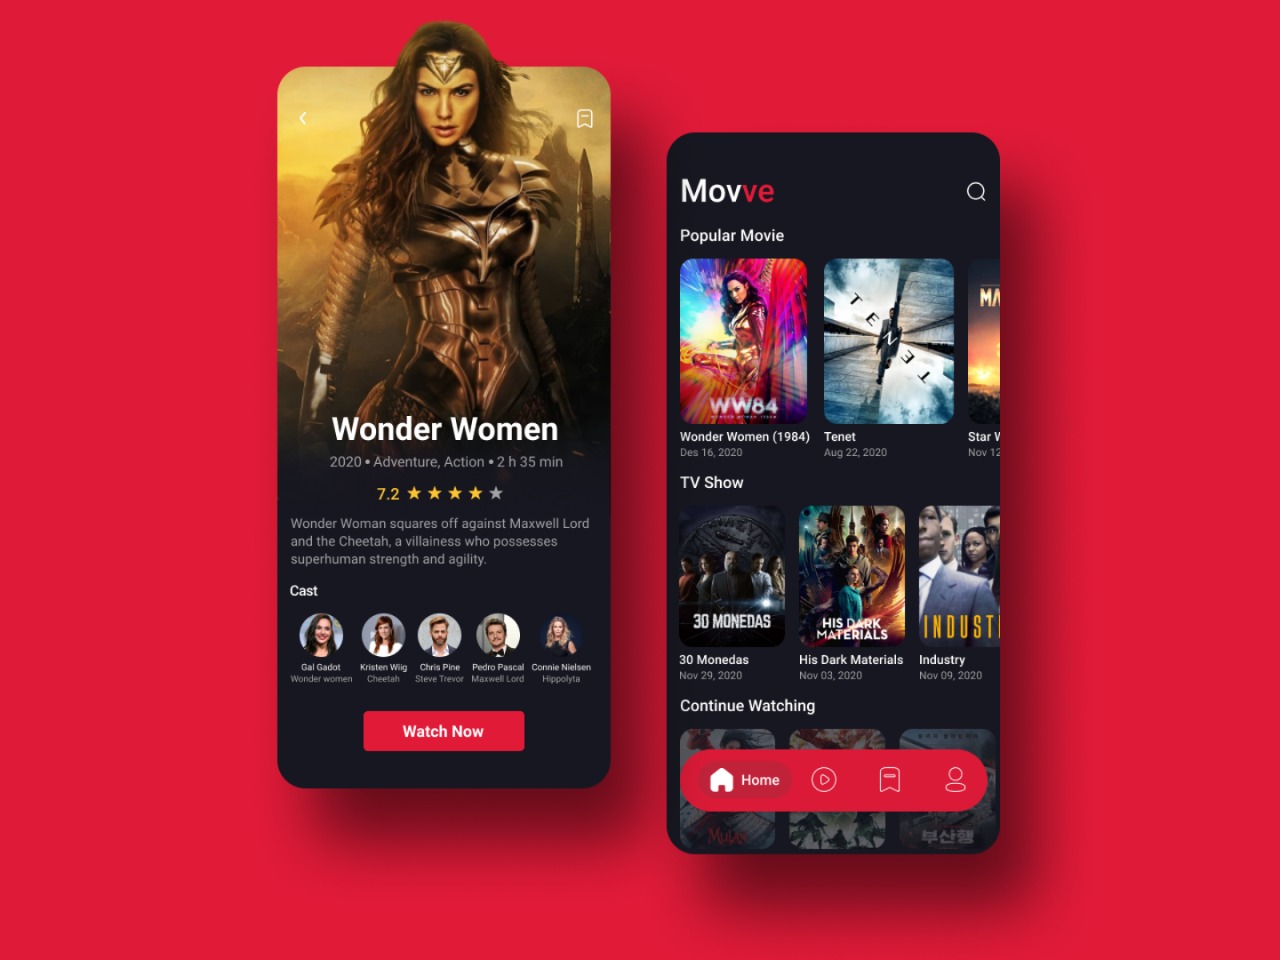 Wonder Women
2020 • Adventure, Action • 2 h 35 min
7.2
Wonder Woman squares off against Maxwell Lord
and the Cheetah, a villainess who possesses
superhuman strength and agility.
Cast
Gal Gadot
Wonder women
Kristen Wiig
Cheetah
Chris Pine
Steve Trevor
Pedro Pascal
Maxwell Lord
Connie Nielsen
Hippolyta
Watch Now
Movve
Popular Movie
WW84
TENET
MA
Wonder Women (1984)
Des 16, 2020
Tenet
Aug 22, 2020
Star W
Nov 12
TV Show
30 MONEDAS
HIS DARK
MATERIALS
INDUST
30 Monedas
Nov 29, 2020
His Dark Materials
Nov 03, 2020
Industry
Nov 09, 2020
Continue Watching
Home
MULAN
부산행